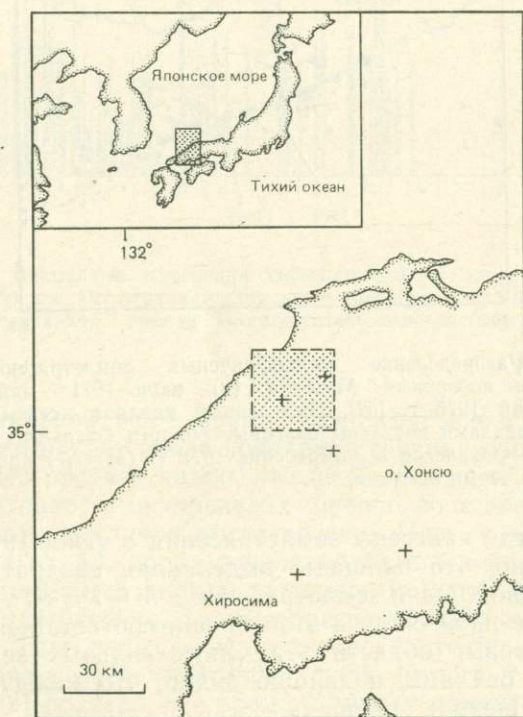 Японское море
Тихий океан
132°
35°
о. Хонсю
Хиросима
30 км